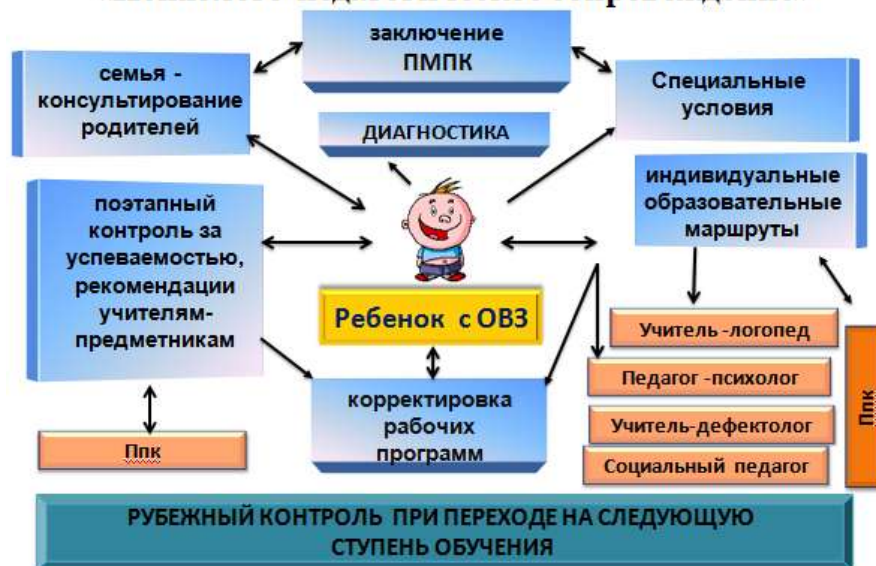 заключение
ПМПК
семья -
консультирование
родителей
Специальные
условия
ДИАГНОСТИКА
индивидуальные
образовательные
маршруты
поэтапный
контроль за
успеваемостью,
рекомендации
учителям-
предметникам
Ребенок с ОВЗ
Учитель -логопед
Педагог -психолог
Учитель-дефектолог
Социальный педагог
Ппк
корректировка
рабочих
программ
Ппк
РУБЕЖНЫЙ КОНТРОЛЬ ПРИ ПЕРЕХОДЕ НА СЛЕДУЮЩУЮ
СТУПЕНЬ ОБУЧЕНИЯ